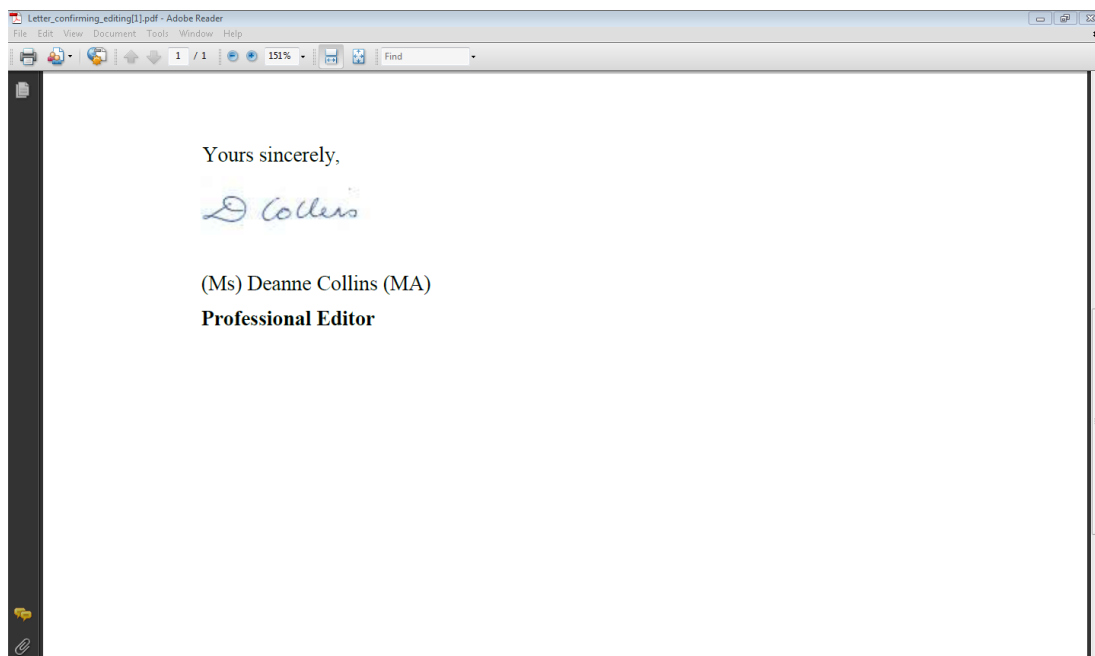 Letter_confirming_editing[1].pdf - Adobe Reader
File Edit View Document Tools Window Help
1 / 1 151% Find
Yours sincerely,
D Collins
(Ms) Deanne Collins (MA)
Professional Editor